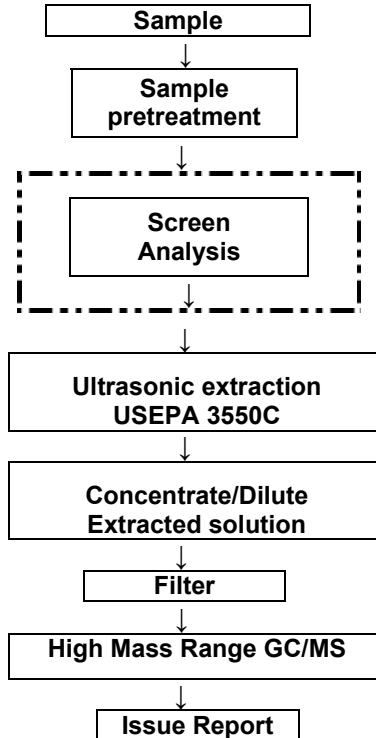 Sample
↓
Sample
pretreatment
↓
Screen
Analysis
↓
↓
Ultrasonic extraction
USEPA 3550C
↓
Concentrate/Dilute
Extracted solution
↓
Filter
↓
High Mass Range GC/MS
↓
Issue Report